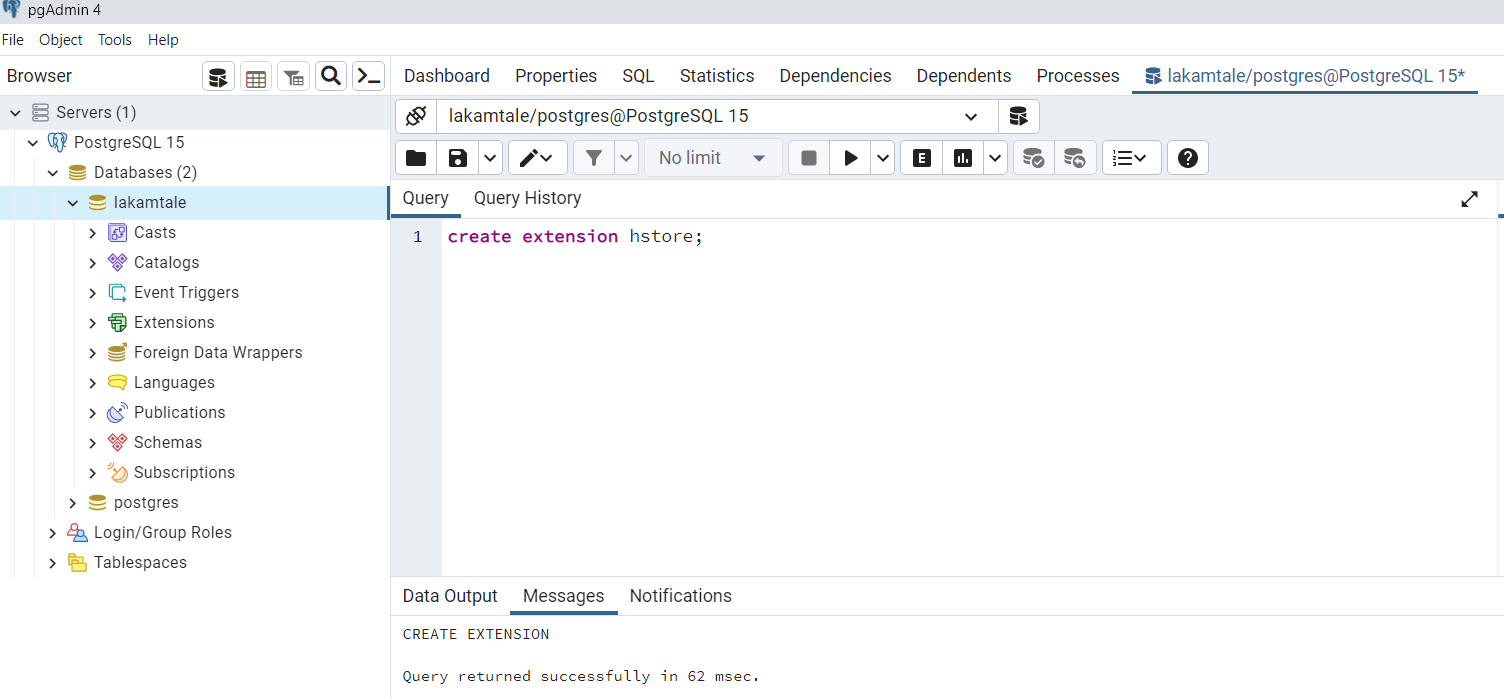 pgAdmin 4
File Object Tools Help
Browser
Servers (1)
PostgreSQL 15
Databases (2)
lakamtale
Casts
Catalogs
Event Triggers
Extensions
Foreign Data Wrappers
Languages
Publications
Schemas
Subscriptions
postgres
Login/Group Roles
Tablespaces
Dashboard Properties SQL Statistics Dependencies Dependents Processes lakamtale/postgres@PostgreSQL 15*
lakamtale/postgres@PostgreSQL 15
No limit E
Query Query History
1 create extension hstore;
Data Output Messages Notifications
CREATE EXTENSION
Query returned successfully in 62 msec.